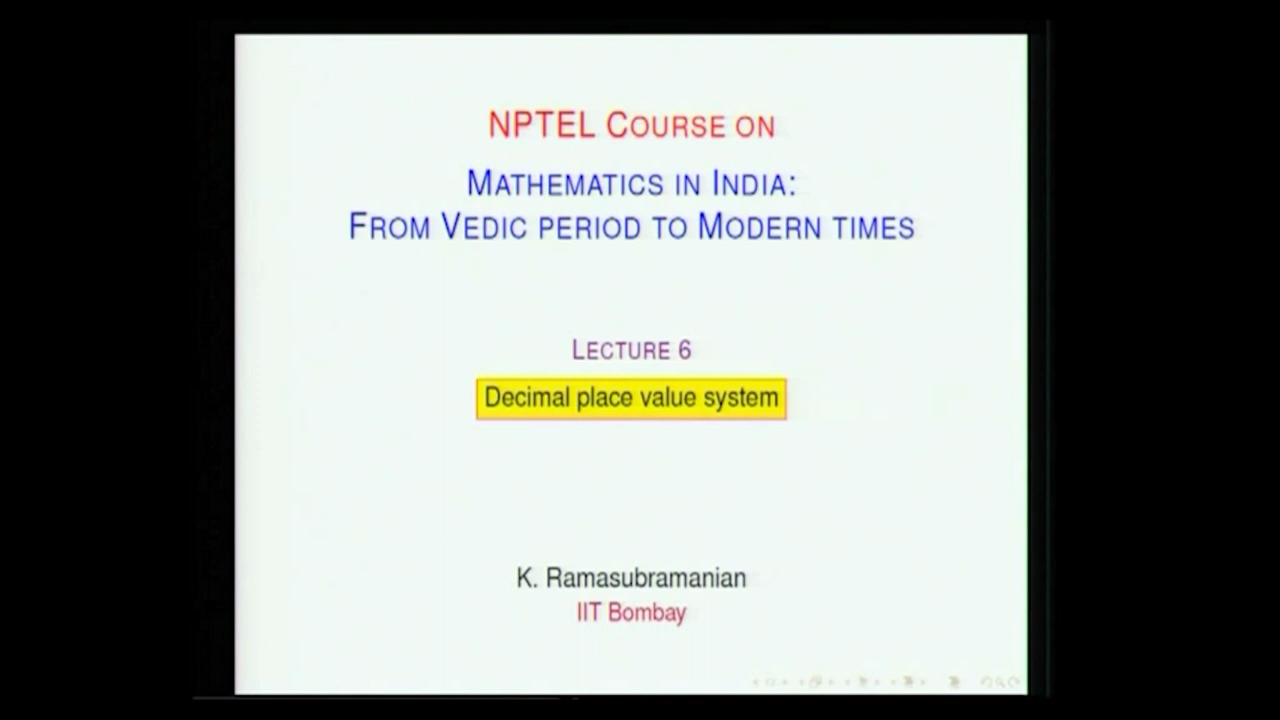 NPTEL COURSE ON
MATHEMATICS IN INDIA:
FROM VEDIC PERIOD TO MODERN TIMES
LECTURE 6
Decimal place value system
K. Ramasubramanian
IIT Bombay